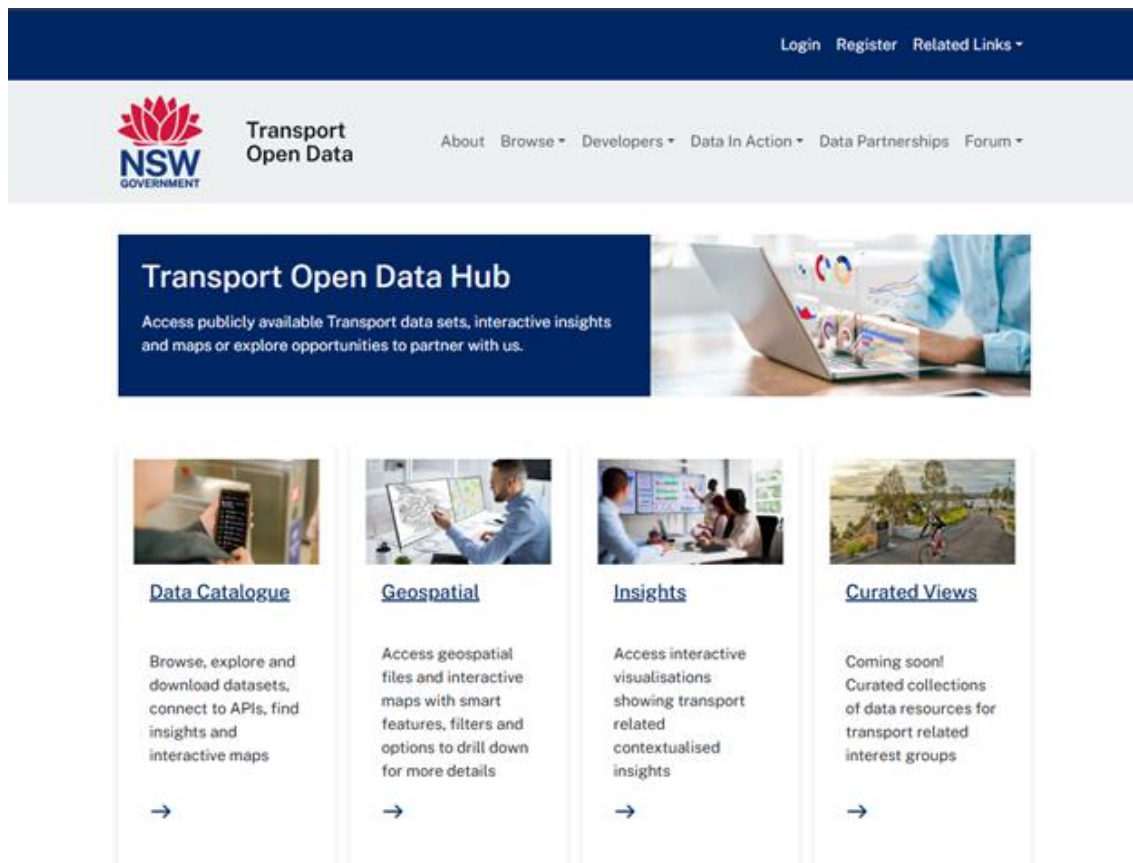 Login Register Related Links
NSW
GOVERNMENT
Transport
Open Data
About Browse Developers Data In Action Data Partnerships Forum
Transport Open Data Hub
Access publicly available Transport data sets, interactive insights
and maps or explore opportunities to partner with us.
Data Catalogue
Browse, explore and
download datasets,
connect to APIs, find
insights and
interactive maps
→
Geospatial
Access geospatial
files and interactive
maps with smart
features, filters and
options to drill down
for more details
→
Insights
Access interactive
visualisations
showing transport
related
contextualised
insights
→
Curated Views
Coming soon!
Curated collections
of data resources for
transport related
interest groups
→